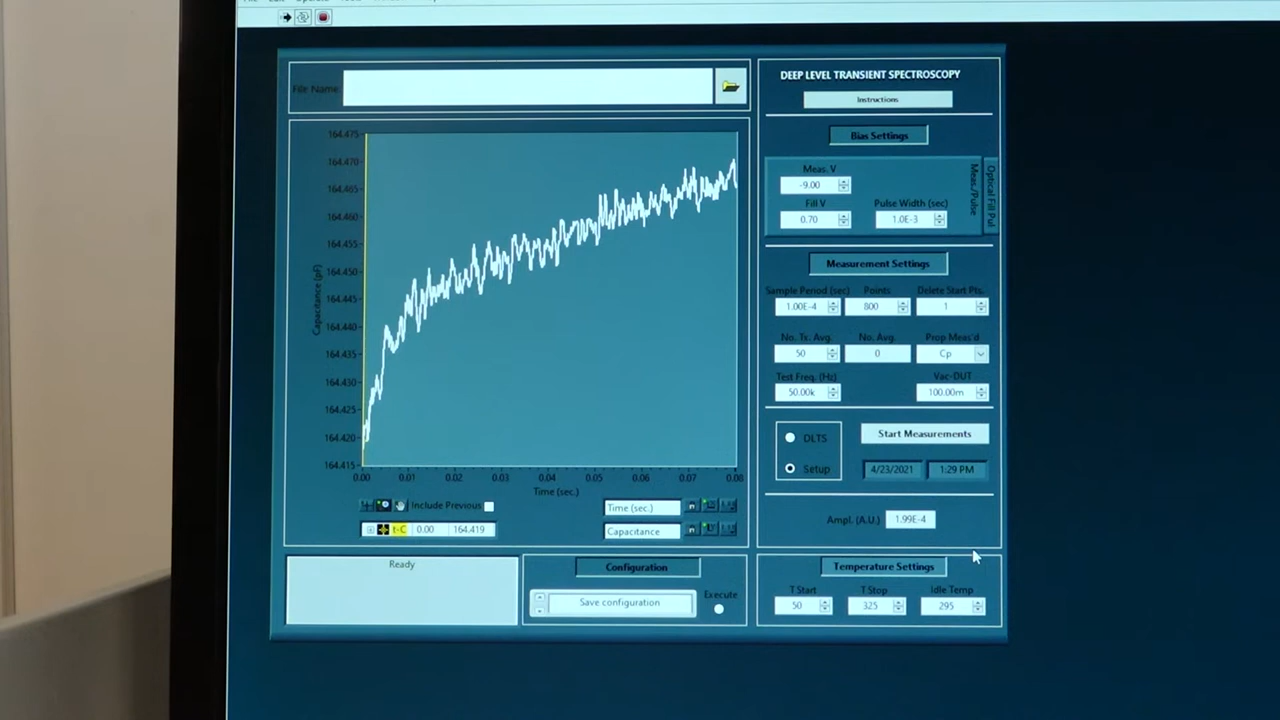 File Name
DEEP LEVEL TRANSIENT SPECTROSCOPY
Instructions
Bias Settings
Meas. V
-9.00
Fill V
Pulse Width (sec)
0.70
1.0E-3
Meas./Pulse
Optical Fill Pul
Measurement Settings
Sample Period (sec)
Points
Delete Start Pts.
1.00E-4
800
1
No. Ts. Avg.
No. Avg.
Prop Meas'd
50
0
Cp
Test Freq. (Hz)
Vac-DUT
50.00k
100.00m
DLTS
Start Measurements
Setup
4/23/2021
1:29 PM
Ampl. (A.U.)
1.99E-4
Temperature Settings
T Start
T Stop
Idle Temp
50
325
295
164.475
164.470
164.465
164.460
164.455
164.450
164.445
164.440
164.435
164.430
164.425
164.420
164.415
Capacitance (pF)
0.00
0.01
0.02
0.03
0.04
0.05
0.06
0.07
0.08
Time (sec.)
Include Previous
Time (sec.)
t-C
0.00
164.419
Capacitance
Ready
Configuration
Save configuration
Execute